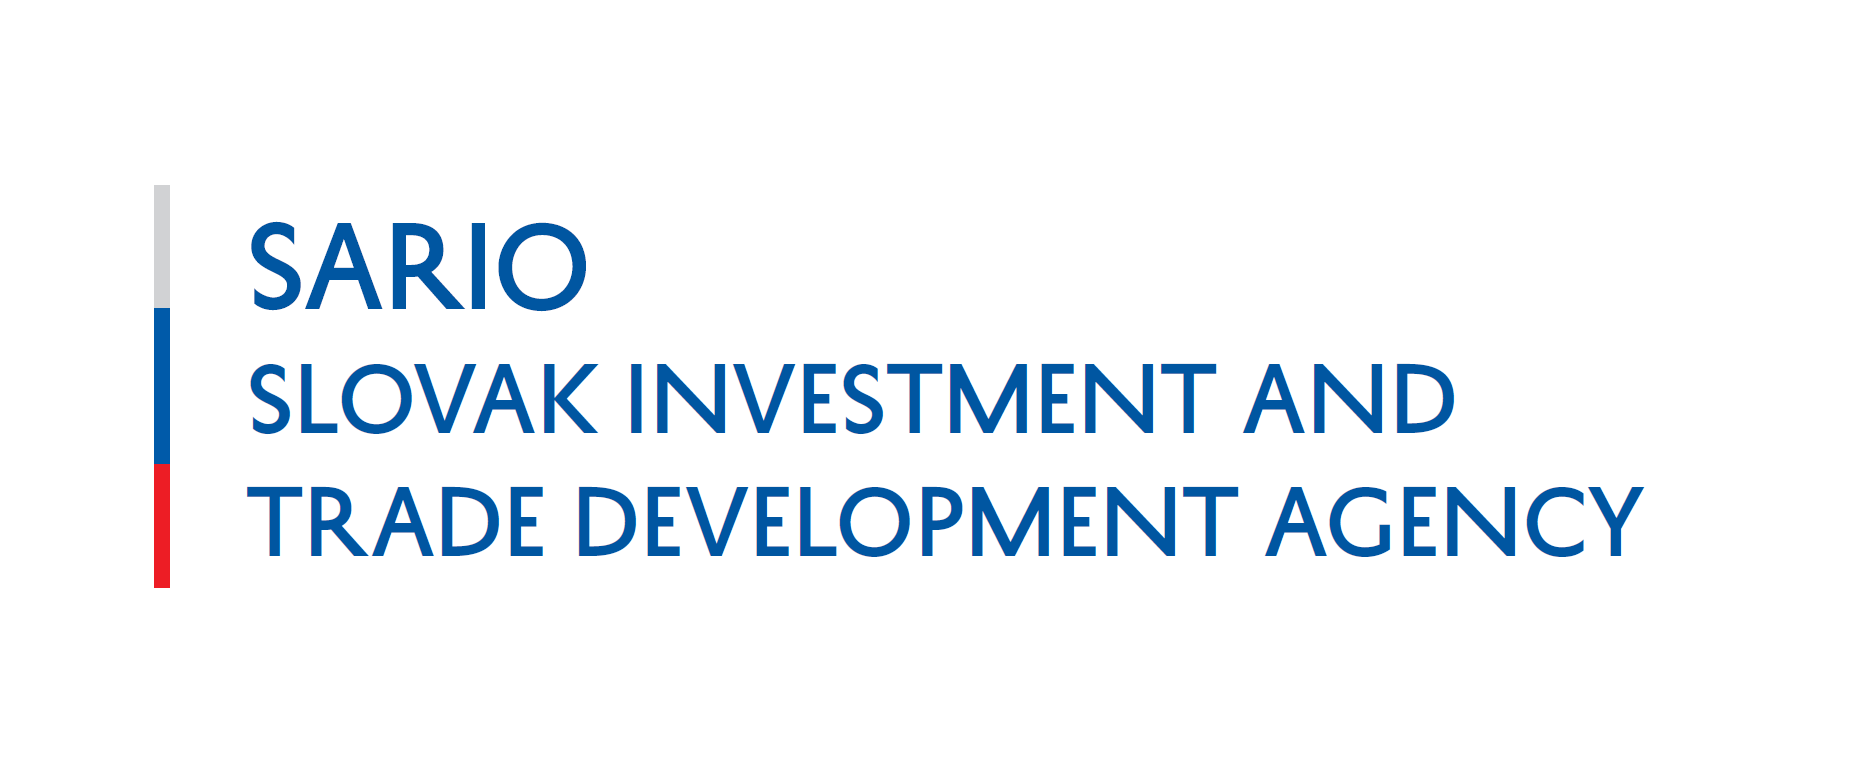 SARIO
SLOVAK INVESTMENT AND
TRADE DEVELOPMENT AGENCY